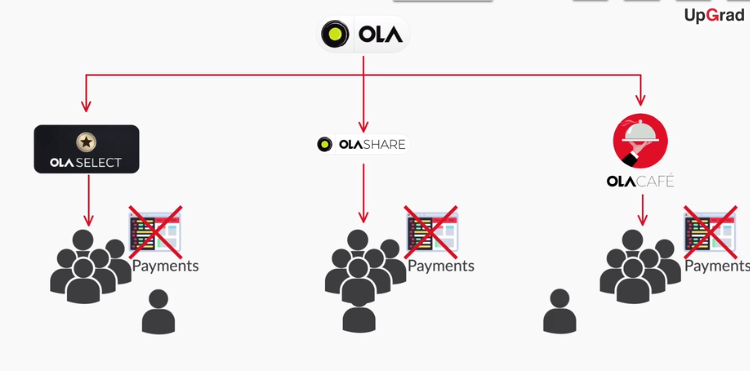 UpGrad
OLA
OLA SELECT
OLASHARE
OLACAFÉ
Payments
Payments
Payments